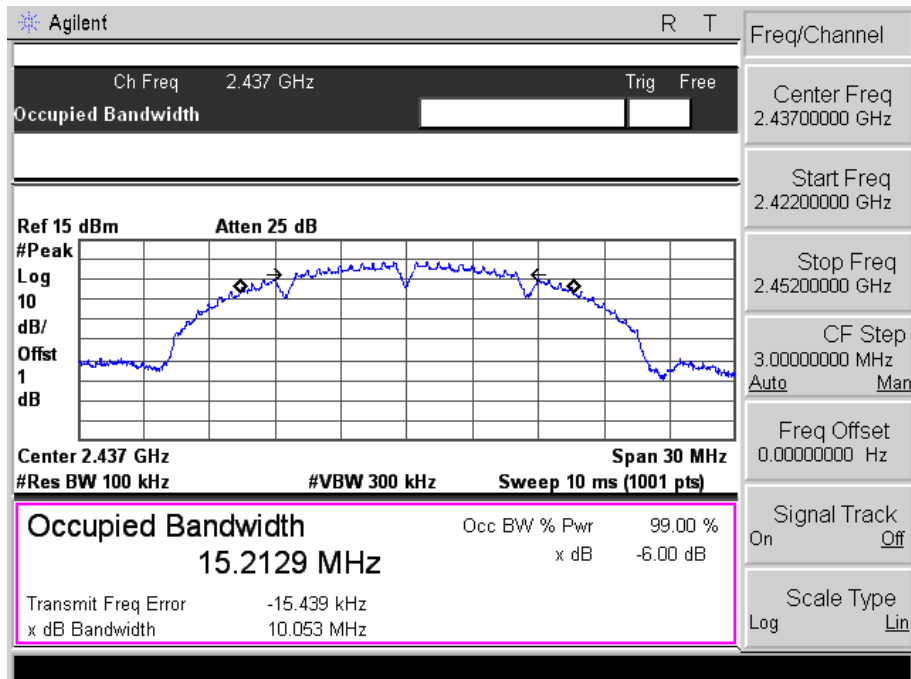 Agilent R T
Ch Freq 2.437 GHz Trig Free
Occupied Bandwidth
Ref 15 dBm Atten 25 dB
#Peak
Log
10
dB/
Offst
1
dB
Center 2.437 GHz Span 30 MHz
#Res BW 100 kHz #VBW 300 kHz Sweep 10 ms (1001 pts)
Occupied Bandwidth Occ BW % Pwr 99.00 %
15.2129 MHz x dB -6.00 dB
Transmit Freq Error -15.439 kHz
x dB Bandwidth 10.053 MHz
Freq/Channel
Center Freq
2.43700000 GHz
Start Freq
2.42200000 GHz
Stop Freq
2.45200000 GHz
CF Step
3.00000000 MHz
Auto Man
Freq Offset
0.00000000 Hz
Signal Track
On Off
Scale Type
Log Lin